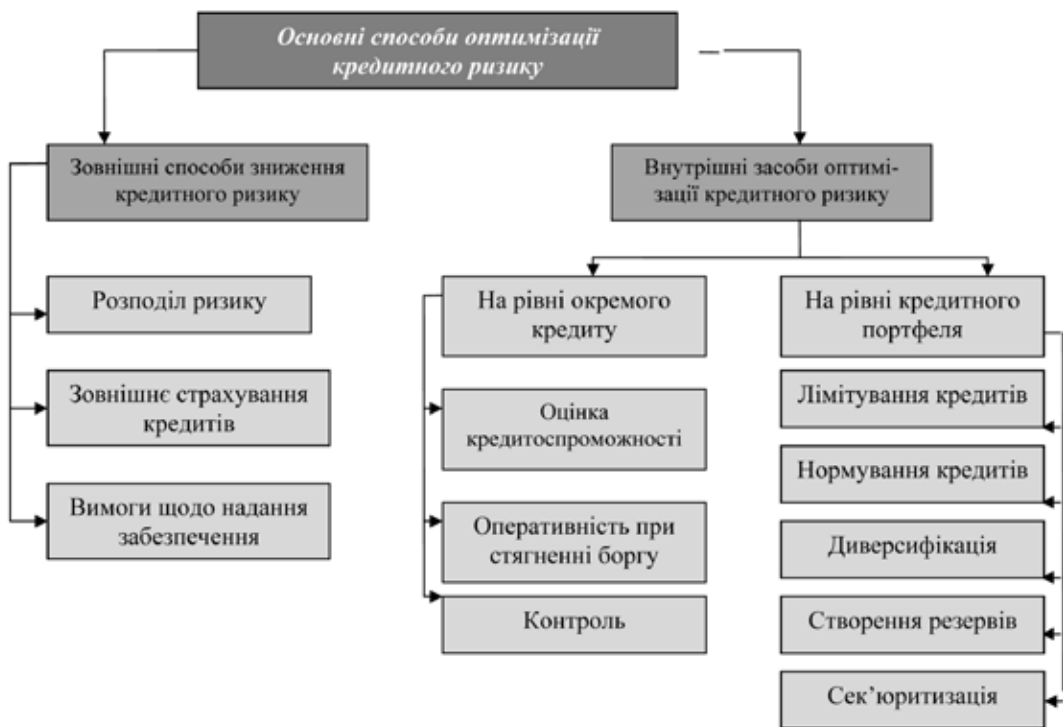 Основні способи оптимізації
кредитного ризику
Зовнішні способи зниження
кредитного ризику
Внутрішні засоби оптимі-
зації кредитного ризику
Розподіл ризику
Зовнішнє страхування
кредитів
Вимоги щодо надання
забезпечення
На рівні окремого
кредиту
Оцінка
кредитоспроможності
Оперативність при
стягненні боргу
Контроль
На рівні кредитного
портфеля
Лімітування кредитів
Нормування кредитів
Диверсифікація
Створення резервів
Сек’юритизація